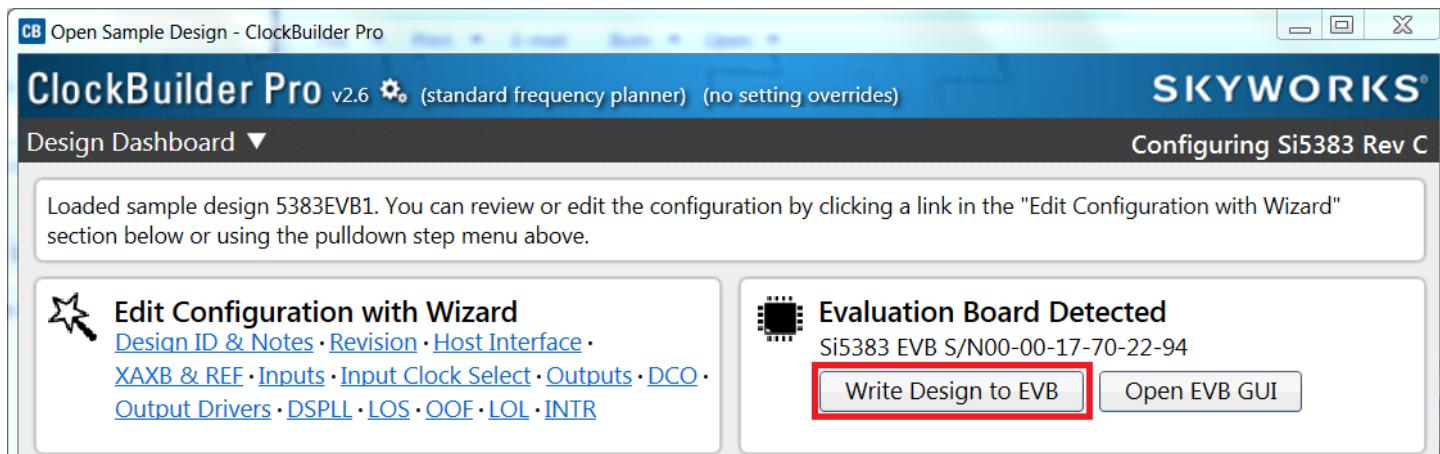 CB Open Sample Design - ClockBuilder Pro
ClockBuilder Pro v2.6 (standard frequency planner) (no setting overrides) SKYWORKS®
Design Dashboard ▼ Configuring Si5383 Rev C
Loaded sample design 5383EVB1. You can review or edit the configuration by clicking a link in the "Edit Configuration with Wizard"
section below or using the pulldown step menu above.
Edit Configuration with Wizard
Design ID & Notes · Revision · Host Interface ·
XAXB & REF · Inputs · Input Clock Select · Outputs · DCO ·
Output Drivers · DSPLL · LOS · OOF · LOL · INTR
Evaluation Board Detected
Si5383 EVB S/N00-00-17-70-22-94
Write Design to EVB Open EVB GUI